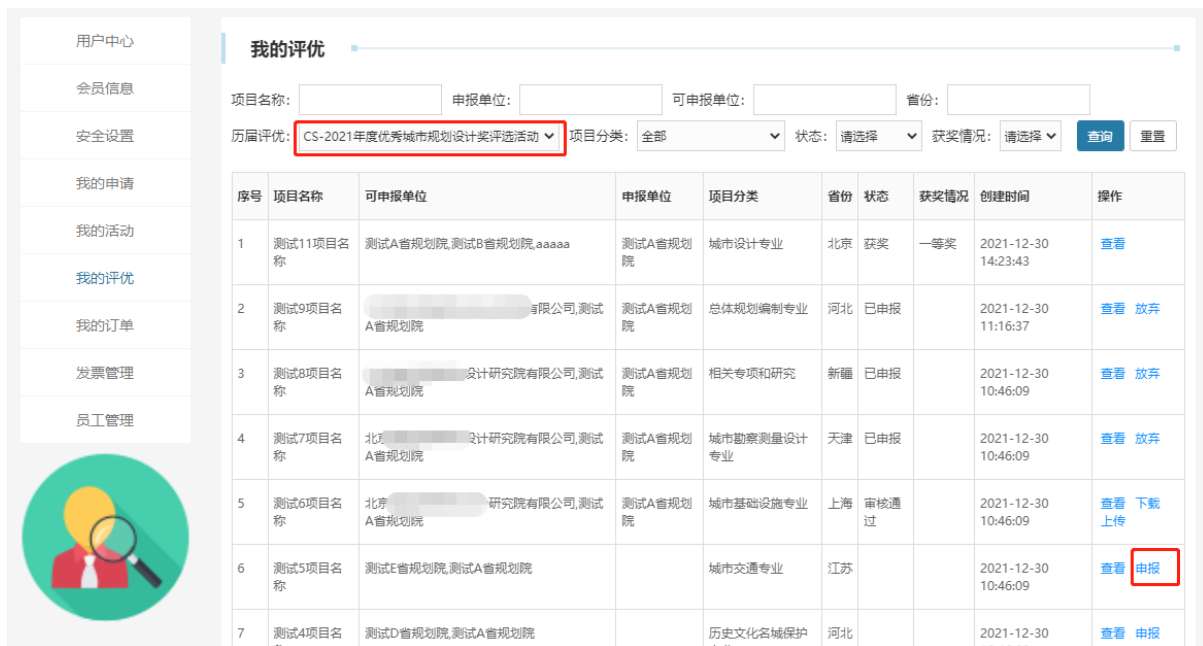 用户中心
会员信息
安全设置
我的申请
我的活动
我的评优
我的订单
发票管理
员工管理
我的评优
项目名称: 申报单位: 可申报单位: 省份:
历届评优: CS-2021年度优秀城市规划设计奖评选活动 项目分类: 全部 状态: 请选择 获奖情况: 请选择 查询 重置
序号 项目名称 可申报单位 申报单位 项目分类 省份 状态 获奖情况 创建时间 操作
1 测试11项目名 测试A省规划院,测试B省规划院,aaaaa 测试A省规划 城市设计专业 北京 获奖 一等奖 2021-12-30 查看
称 院 14:23:43
2 测试9项目名 有限公司,测试 测试A省规划 总体规划编制专业 河北 已申报 2021-12-30 查看 放弃
称 A省规划院 院 11:16:37
3 测试8项目名 设计研究院有限公司,测试 测试A省规划 相关专项和研究 新疆 已申报 2021-12-30 查看 放弃
称 A省规划院 院 10:46:09
4 测试7项目名 北京 设计研究院有限公司,测试 测试A省规划 城市勘察测量设计 天津 已申报 2021-12-30 查看 放弃
称 A省规划院 院 专业 10:46:09
5 测试6项目名 北京 研究院有限公司,测试 测试A省规划 城市基础设施专业 上海 审核通 2021-12-30 查看 下载
称 A省规划院 院 过 10:46:09 上传
6 测试5项目名 测试E省规划院,测试A省规划院 城市交通专业 江苏 2021-12-30 查看 申报
称 10:46:09
7 测试4项目名 测试D省规划院,测试A省规划院 历史文化名城保护 河北 2021-12-30 查看 申报